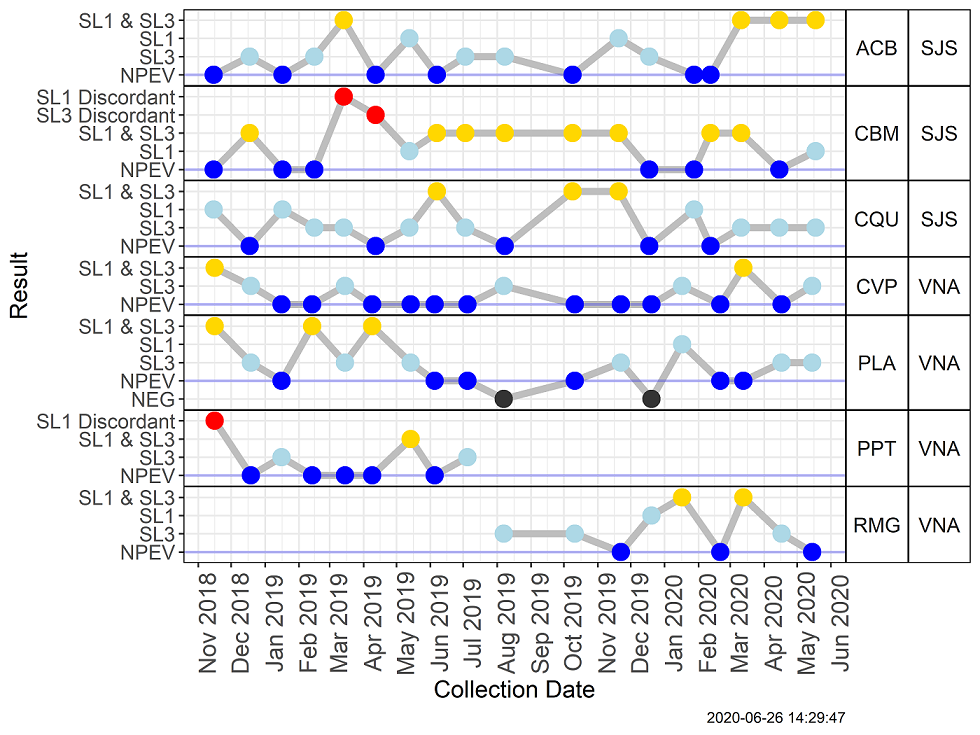 SL1 & SL3
SL1
SL3
NPEV
ACB SJS
SL1 Discordant
SL3 Discordant
SL1 & SL3
SL1
NPEV
CBM SJS
SL1 & SL3
SL1
SL3
NPEV
CQU SJS
SL1 & SL3
SL3
NPEV
CVP VNA
SL1 & SL3
SL1
SL3
NPEV
NEG
PLA VNA
SL1 Discordant
SL1 & SL3
SL3
NPEV
PPT VNA
SL1 & SL3
SL1
SL3
NPEV
RMG VNA
Result
Nov 2018
Dec 2018
Jan 2019
Feb 2019
Mar 2019
Apr 2019
May 2019
Jun 2019
Jul 2019
Aug 2019
Sep 2019
Oct 2019
Nov 2019
Dec 2019
Jan 2020
Feb 2020
Mar 2020
Apr 2020
May 2020
Jun 2020
Collection Date
2020-06-26 14:29:47